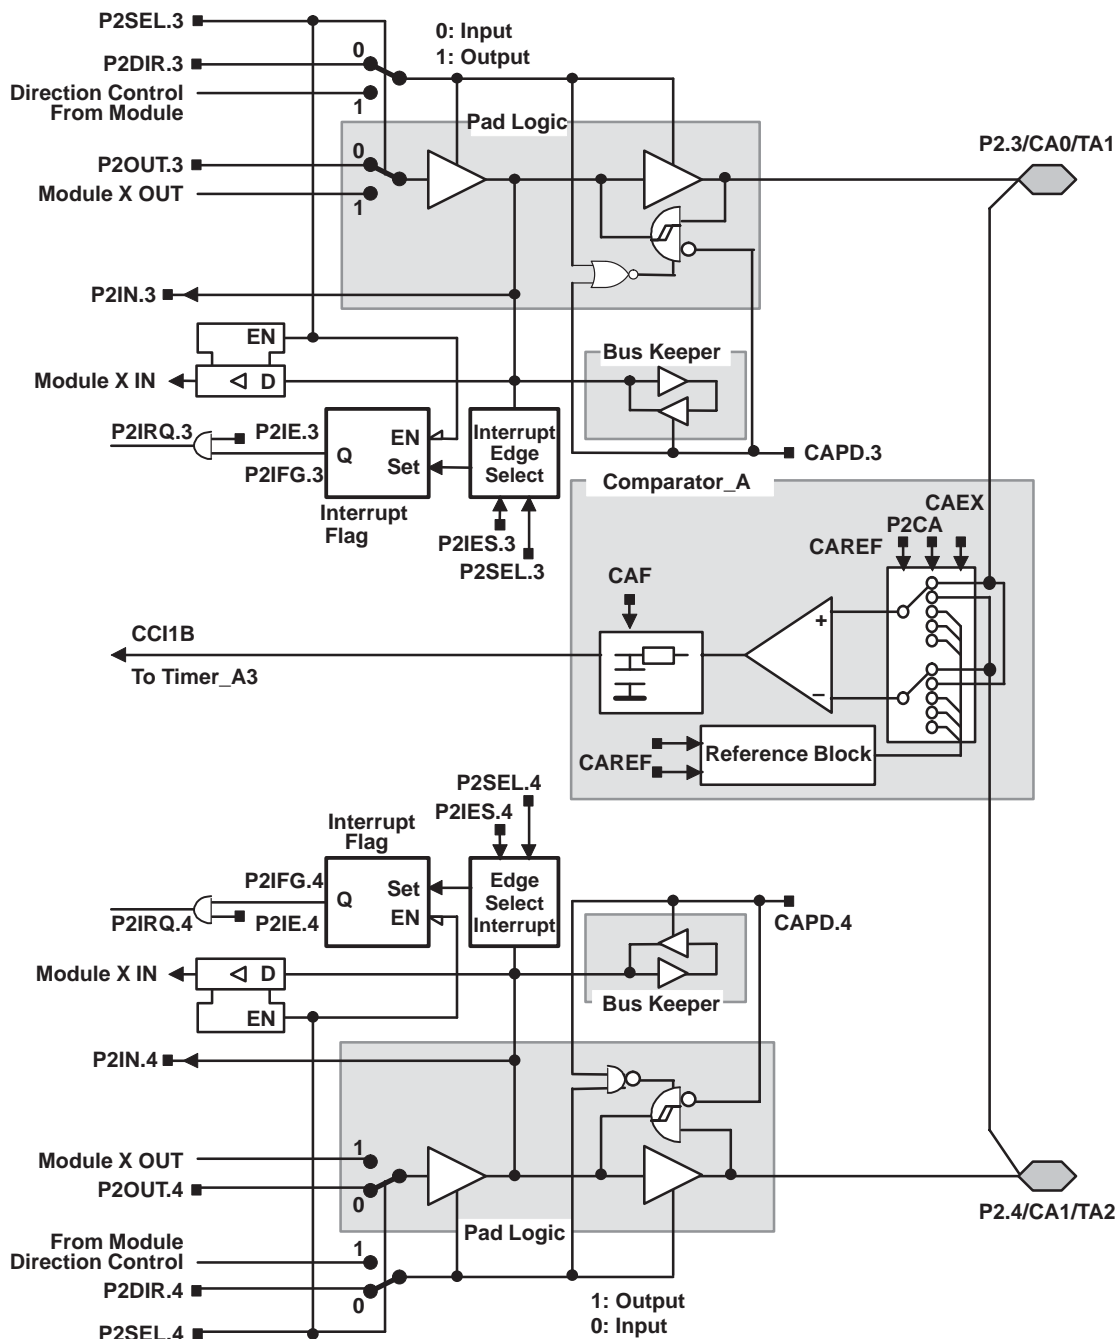 P2SEL.3
0: Input
1: Output
P2DIR.3
0
Direction Control
From Module
1
Pad Logic
P2OUT.3
0
Module X OUT
1
P2.3/CA0/TA1
P2IN.3
EN
Module X IN
D
Bus Keeper
P2IRQ.3
P2IE.3
P2IFG.3
Q
EN
Set
Interrupt
Edge
Select
Interrupt
Flag
P2IES.3
P2SEL.3
CAPD.3
Comparator_A
CAEX
P2CA
CAREF
CAF
+
−
CCI1B
To Timer_A3
Reference Block
CAREF
P2SEL.4
P2IES.4
Interrupt
Flag
P2IFG.4
P2IRQ.4
P2IE.4
Q
Set
EN
Edge
Select
Interrupt
CAPD.4
Module X IN
D
EN
Bus Keeper
P2IN.4
Module X OUT
1
P2OUT.4
0
Pad Logic
P2.4/CA1/TA2
From Module
Direction Control
1
P2DIR.4
0
1: Output
0: Input
P2SEL.4